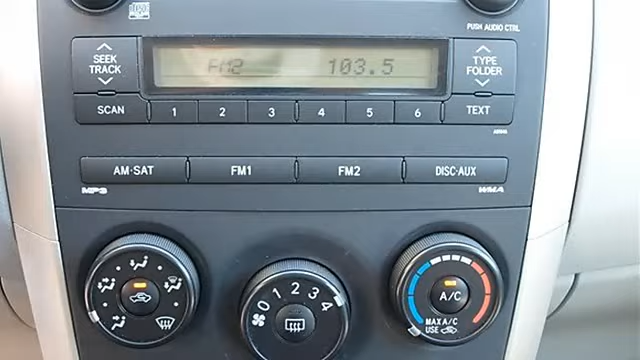 PUSH AUDIO CTRL
SEEK
TRACK
FM2 103.5
TYPE
FOLDER
SCAN 1 2 3 4 5 6 TEXT
AM·SAT FM1 FM2 DISC·AUX
MP3 WMA
0 1 2 3 4
A/C
MAX A/C
USE